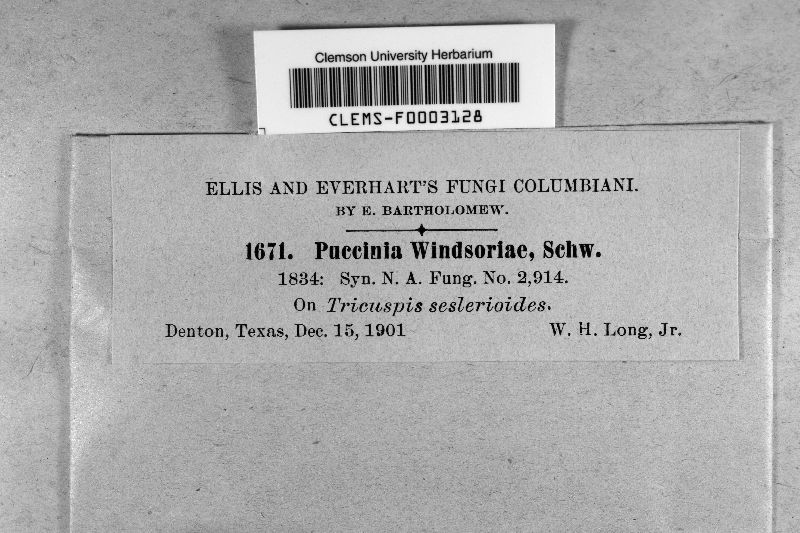 Clemson University Herbarium
CLEMS-F0003128
ELLIS AND EVERHART'S FUNGI COLUMBIANI.
BY E. BARTHOLOMEW.
1671. Puccinia Windsoriae, Schw.
1834: Syn. N. A. Fung. No. 2,914.
On Tricuspis seslerioides.
Denton, Texas, Dec. 15, 1901 W. H. Long, Jr.